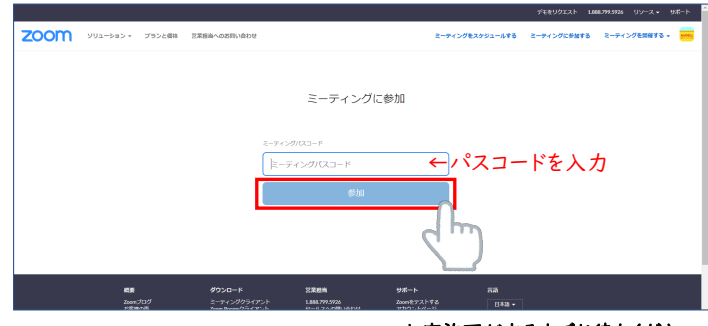 デモをリクエスト 1.888.799.5926 リソース サポート
zoom ソリューション プランと価格 営業担当へのお問い合わせ ミーティングをスケジュールする ミーティングに参加する ミーティングを開催する
ミーティングに参加
ミーティングパスコード
ミーティングパスコード ←パスコードを入力
参加
概要 ダウンロード 営業担当 サポート 言語
Zoomブログ ミーティングクライアント 1.888.799.5926 Zoomをテストする 日本語